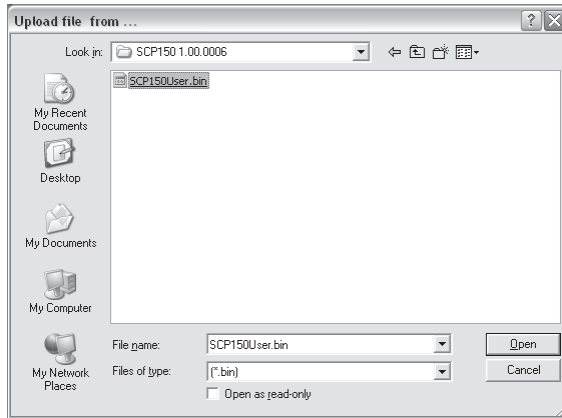 Upload file from ...
Look in: SCP150 1.00.0006
SCP150User.bin
My Recent
Documents
Desktop
My Documents
My Computer
My Network
Places
File name: SCP150User.bin Open
Files of type: (*.bin) Cancel
Open as read-only